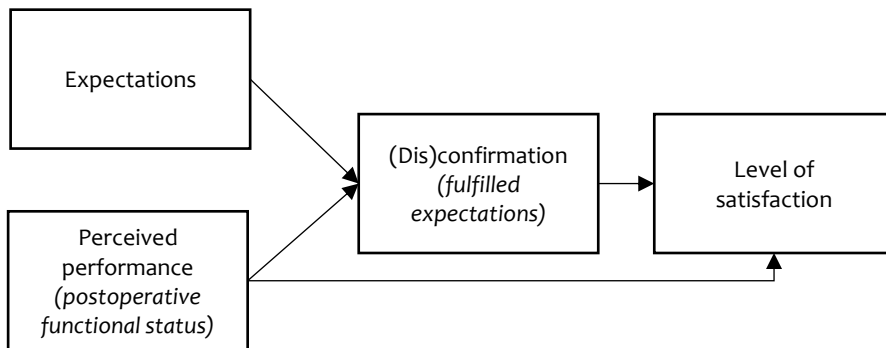 Expectations
(Dis)confirmation
(fulfilled
expectations)
Level of
satisfaction
Perceived
performance
(postoperative
functional status)